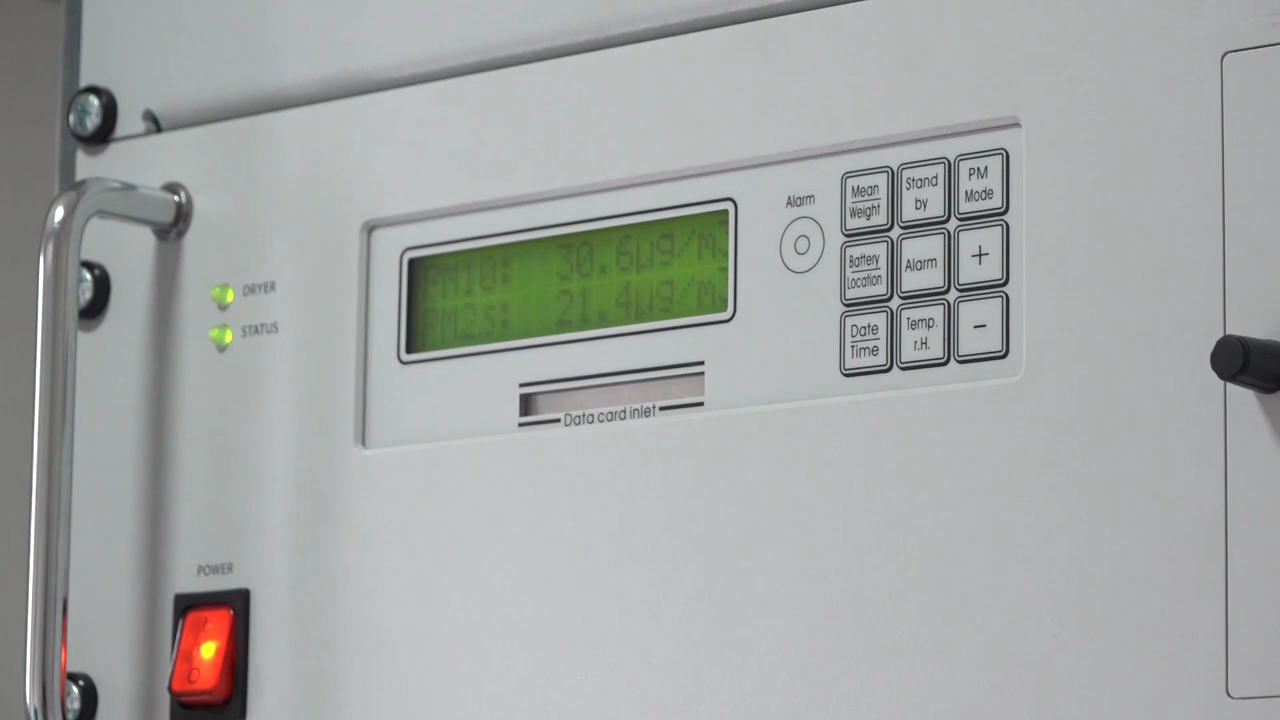 PM10: 30.6µg/m3
PM2.5: 21.4µg/m3
DRYER
STATUS
POWER
Data card inlet
Alarm
Mean
Weight
Stand
by
PM
Mode
Battery
Location
Alarm
+
Date
Time
Temp.
r.H.
−